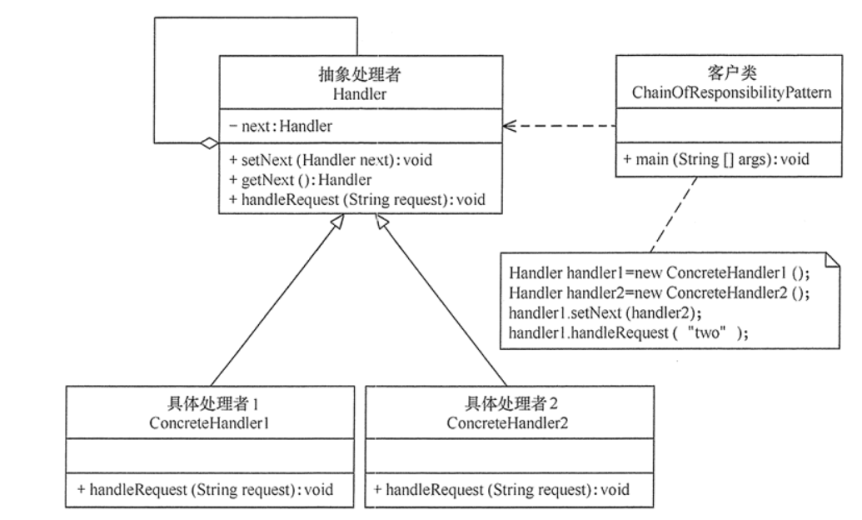 抽象处理者
Handler
- next:Handler
+ setNext (Handler next):void
+ getNext ():Handler
+ handleRequest (String request):void
客户类
ChainOfResponsibilityPattern
+ main (String [] args):void
Handler handler1=new ConcreteHandler1 ();
Handler handler2=new ConcreteHandler2 ();
handler1.setNext (handler2);
handler1.handleRequest ( "two" );
具体处理者1
ConcreteHandler1
+ handleRequest (String request):void
具体处理者2
ConcreteHandler2
+ handleRequest (String request):void